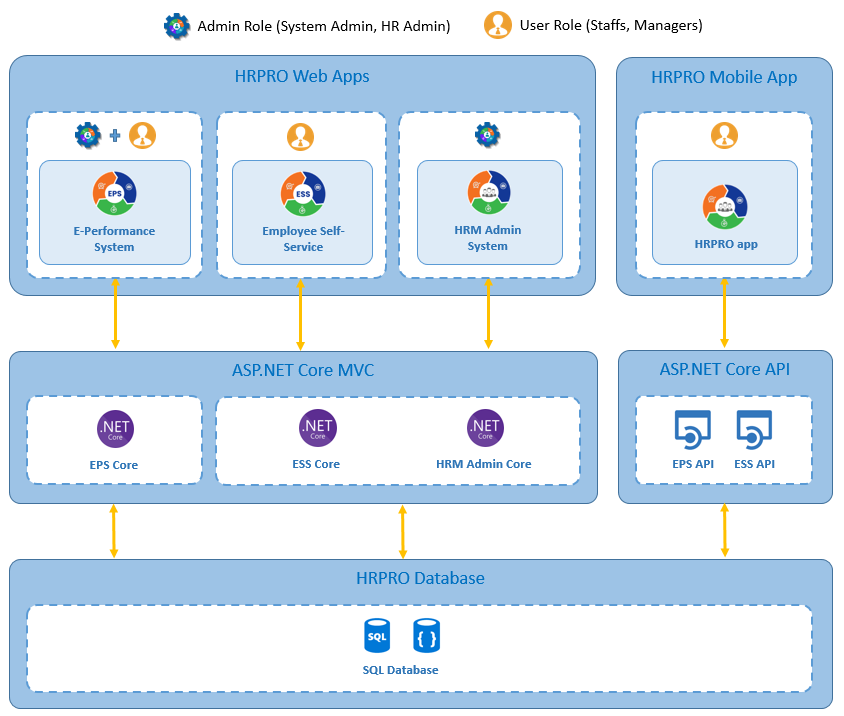 Admin Role (System Admin, HR Admin)
User Role (Staffs, Managers)
HRPRO Web Apps
HRPRO Mobile App
EPS
E-Performance
System
ESS
Employee Self-
Service
HRM Admin
System
HRPRO app
ASP.NET Core MVC
ASP.NET Core API
.NET
Core
EPS Core
.NET
Core
ESS Core
.NET
Core
HRM Admin Core
EPS API
ESS API
HRPRO Database
SQL
{ }
SQL Database